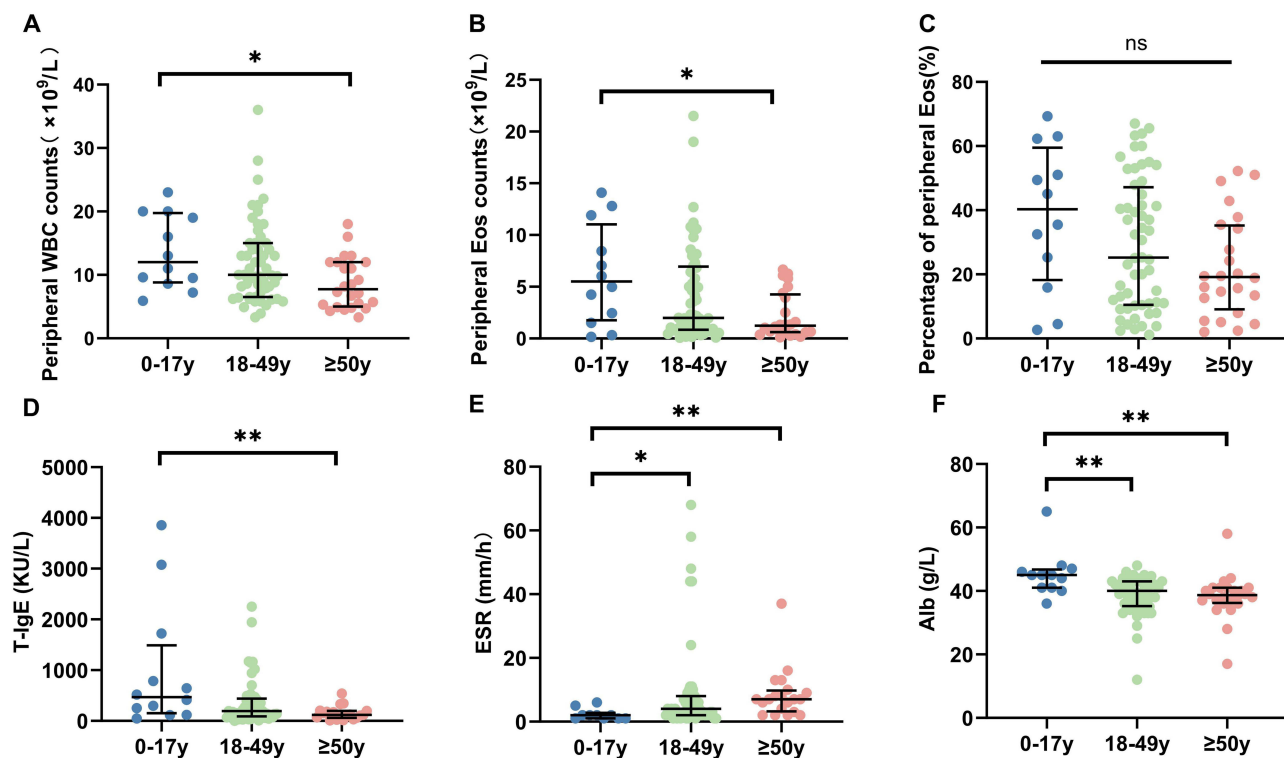 A
Peripheral WBC counts( ×10⁹/L)
*
40
30
20
10
0
0-17y 18-49y ≥50y
B
Peripheral Eos counts(×10⁹/L)
*
25
20
15
10
5
0
0-17y 18-49y ≥50y
C
Percentage of peripheral Eos(%)
ns
80
60
40
20
0
0-17y 18-49y ≥50y
D
T-IgE (KU/L)
**
5000
4000
3000
2000
1000
0
0-17y 18-49y ≥50y
E
ESR (mm/h)
**
*
80
60
40
20
0
0-17y 18-49y ≥50y
F
Alb (g/L)
**
**
80
60
40
20
0
0-17y 18-49y ≥50y